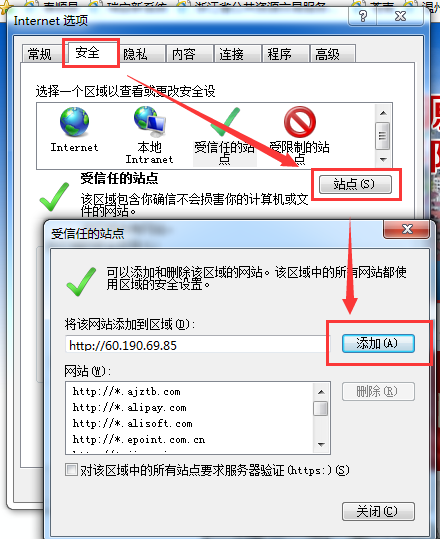 Internet 选项
常规 安全 隐私 内容 连接 程序 高级
选择一个区域以查看或更改安全设
Internet
本地
Intranet
受信任的站
点
受限制的站
点
受信任的站点
站点(S)
该区域包含你确信不会损害你的计算机或文
件的网站。
受信任的站点
可以添加和删除该区域的网站。该区域中的所有网站都使
用区域的安全设置。
将该网站添加到区域(D):
http://60.190.69.85
添加(A)
网站(W):
http://*.ajztb.com
http://*.alipay.com
http://*.alisoft.com
http://*.epoint.com.cn
删除(R)
对该区域中的所有站点要求服务器验证(https:)(S)
关闭(C)